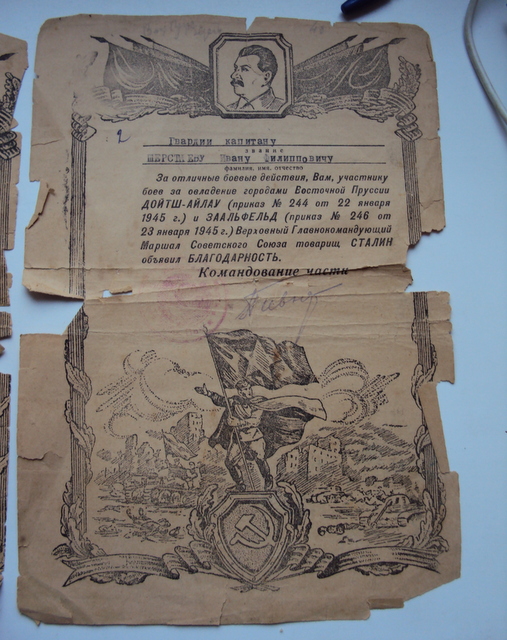 2
Гвардии капитану
звание
Ивану Филипповичу
фамилия, имя, отчество
За отличные боевые действия, Вам, участнику
боев за овладение городами Восточной Пруссии
ДОЙТШ-АЙЛАУ (приказ № 244 от 22 января
1945 г.) и ЗААЛЬФЕЛЬД (приказ № 246 от
23 января 1945 г.) Верховный Главнокомандующий
Маршал Советского Союза товарищ СТАЛИН
объявил БЛАГОДАРНОСТЬ.
Командование части